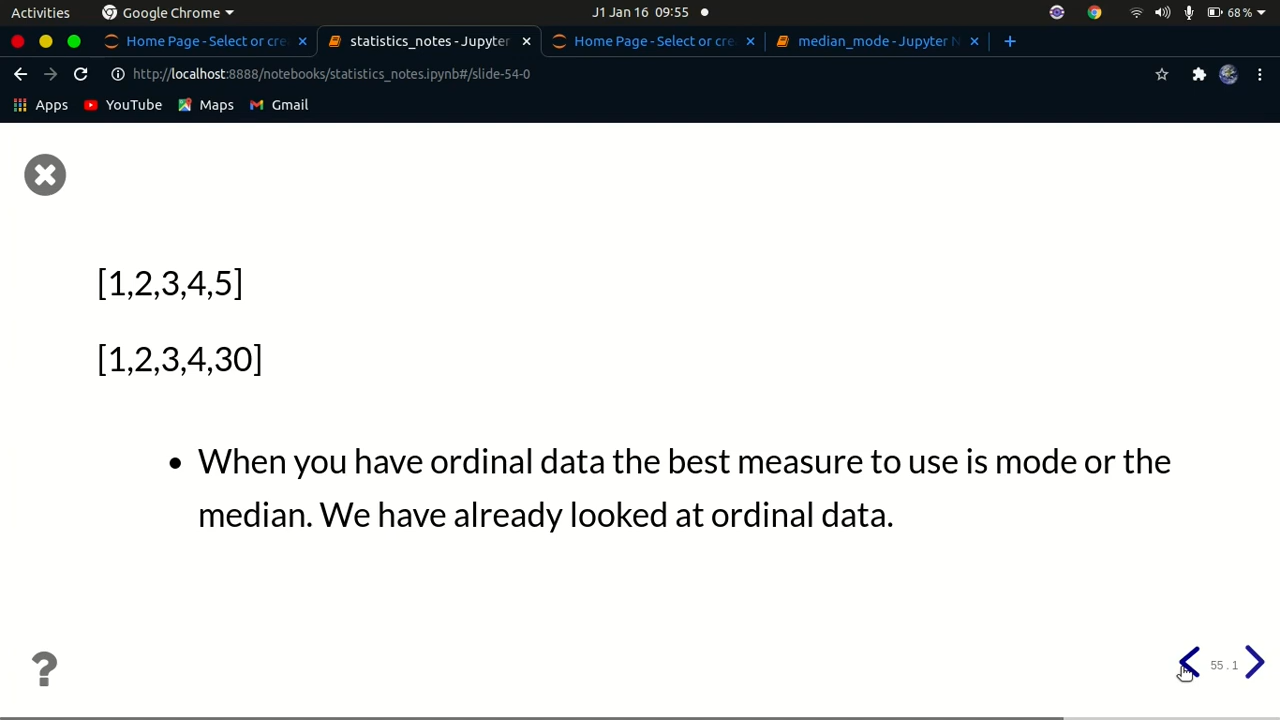 Activities Google Chrome J1 Jan 16 09:55 68 %
Home Page - Select or cre statistics_notes - Jupyter Home Page - Select or cre median_mode - Jupyter N
http://localhost:8888/notebooks/statistics_notes.ipynb#/slide-54-0
Apps YouTube Maps Gmail
[1,2,3,4,5]
[1,2,3,4,30]
• When you have ordinal data the best measure to use is mode or the
median. We have already looked at ordinal data.
? 55 . 1